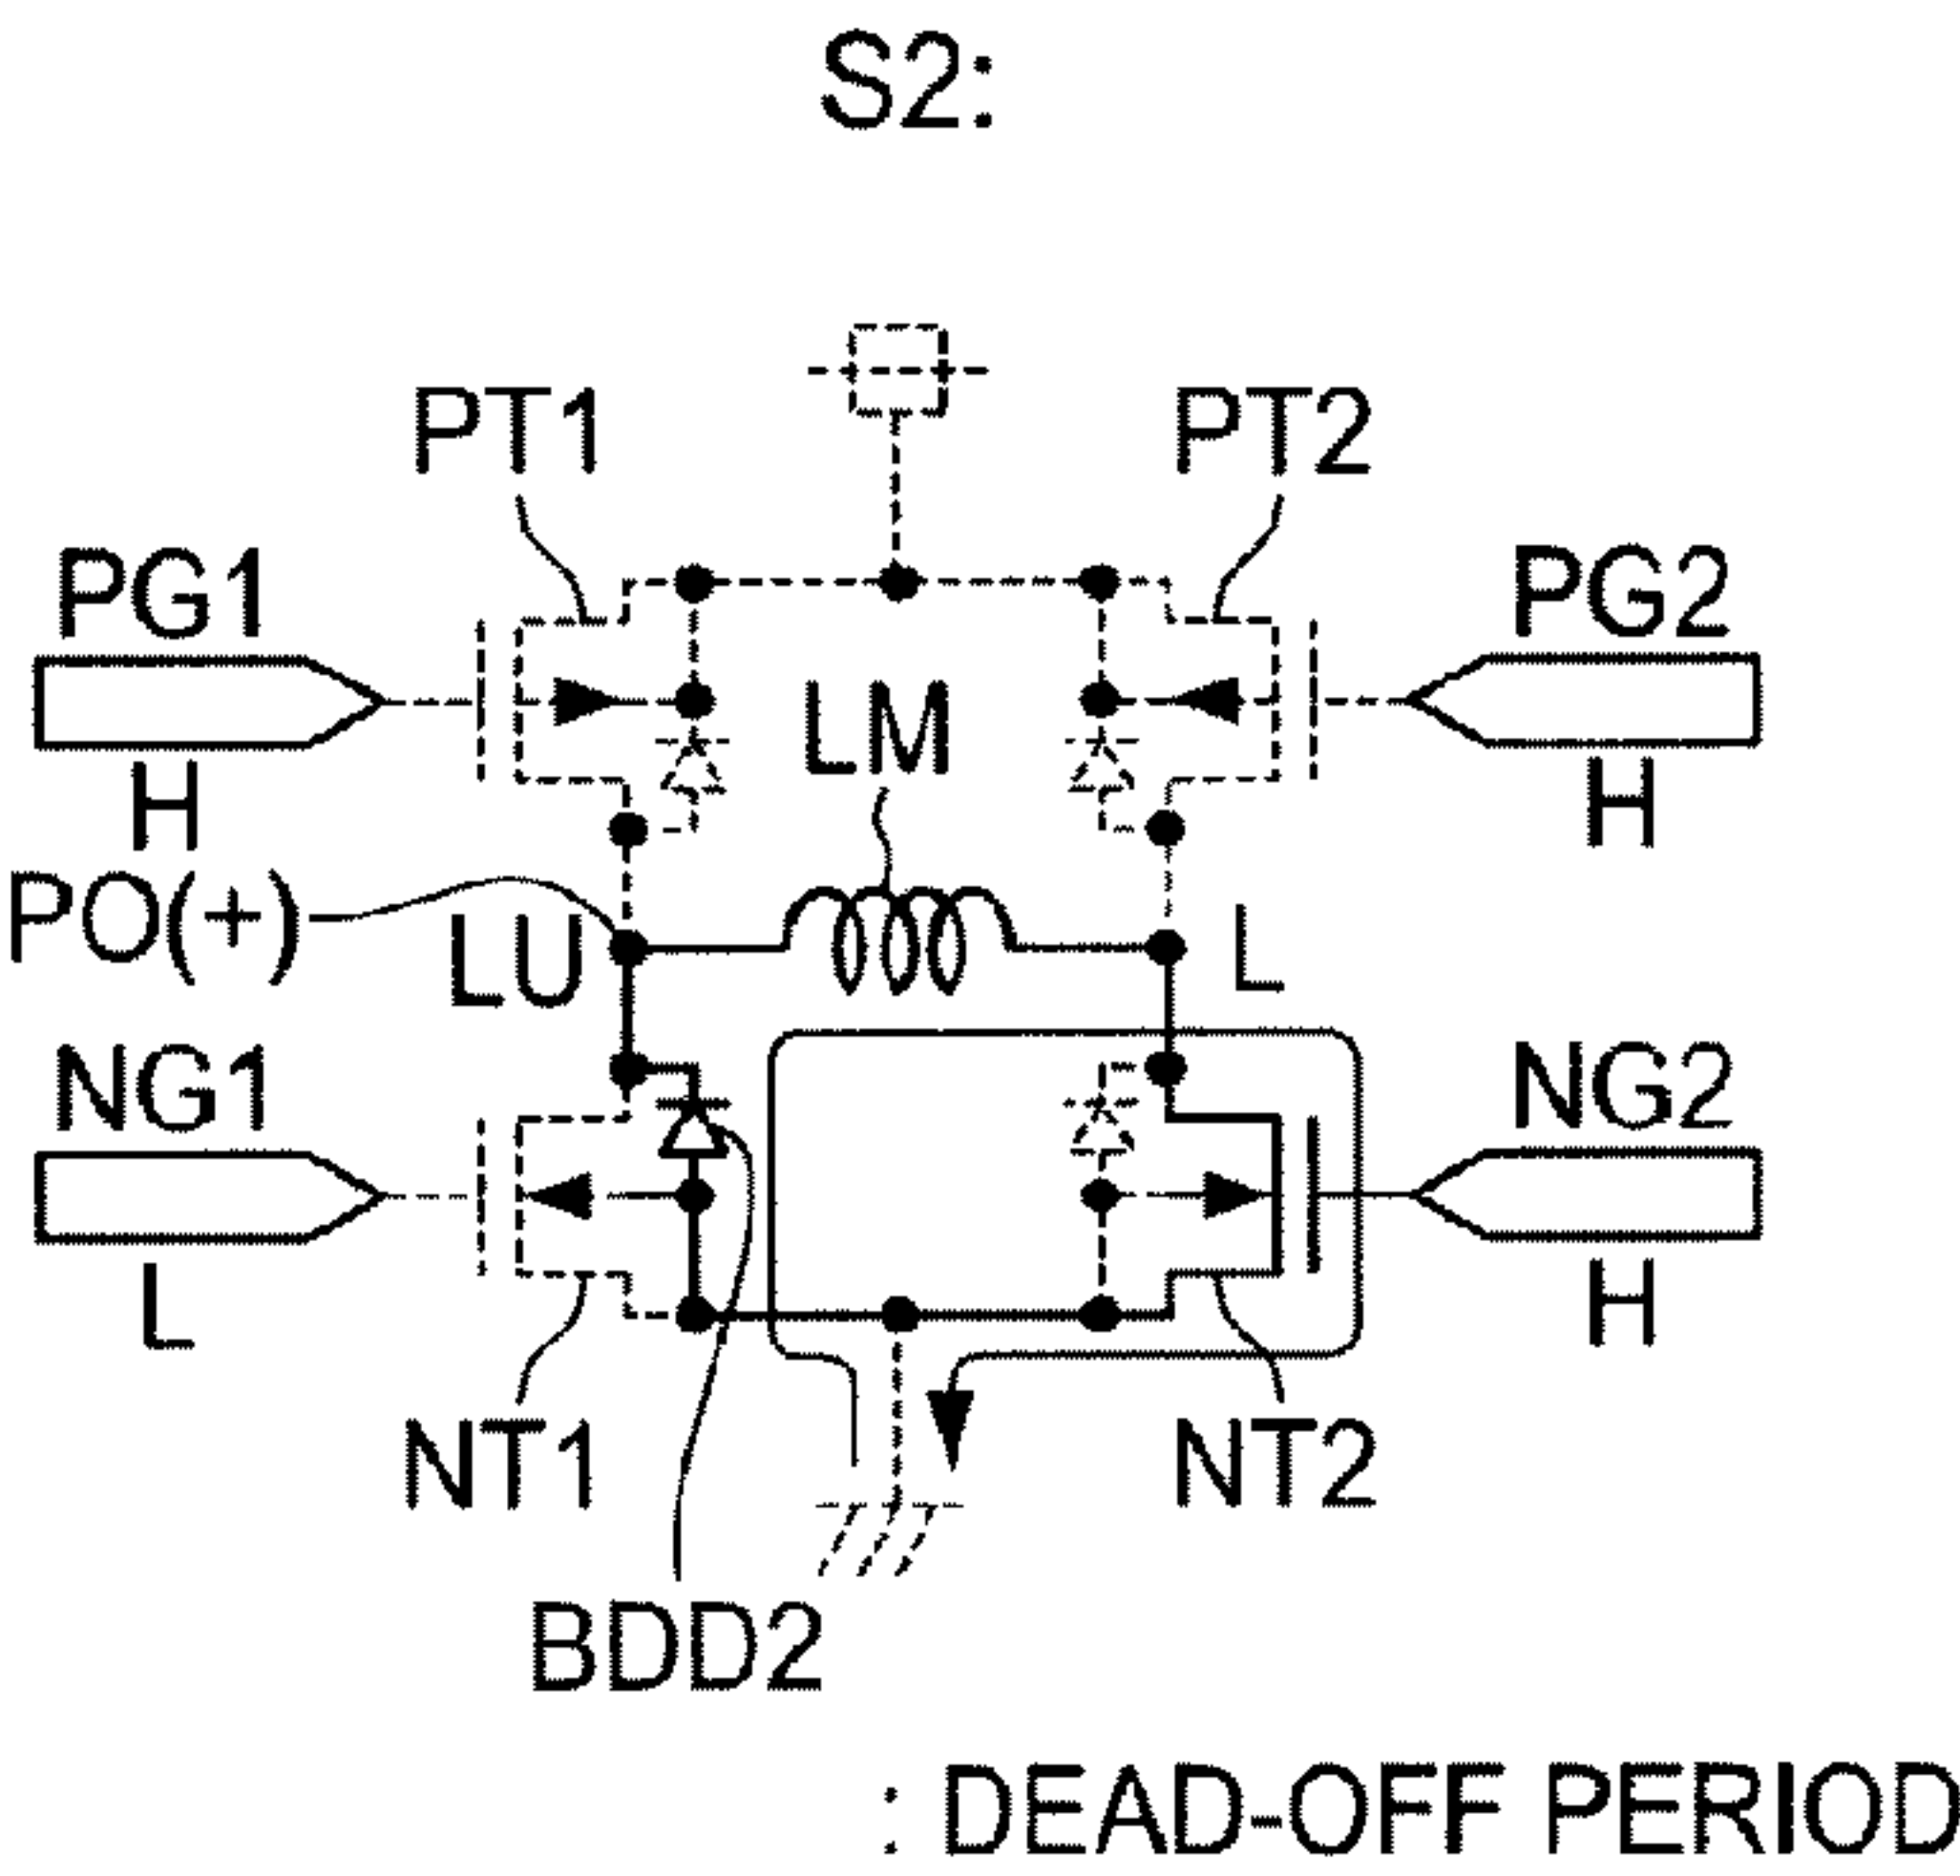 S2:
PT1
PT2
PG1
PG2
LM
H
H
PO(+)
LU
L
NG1
NG2
L
H
NT1
NT2
BDD2
: DEAD-OFF PERIOD